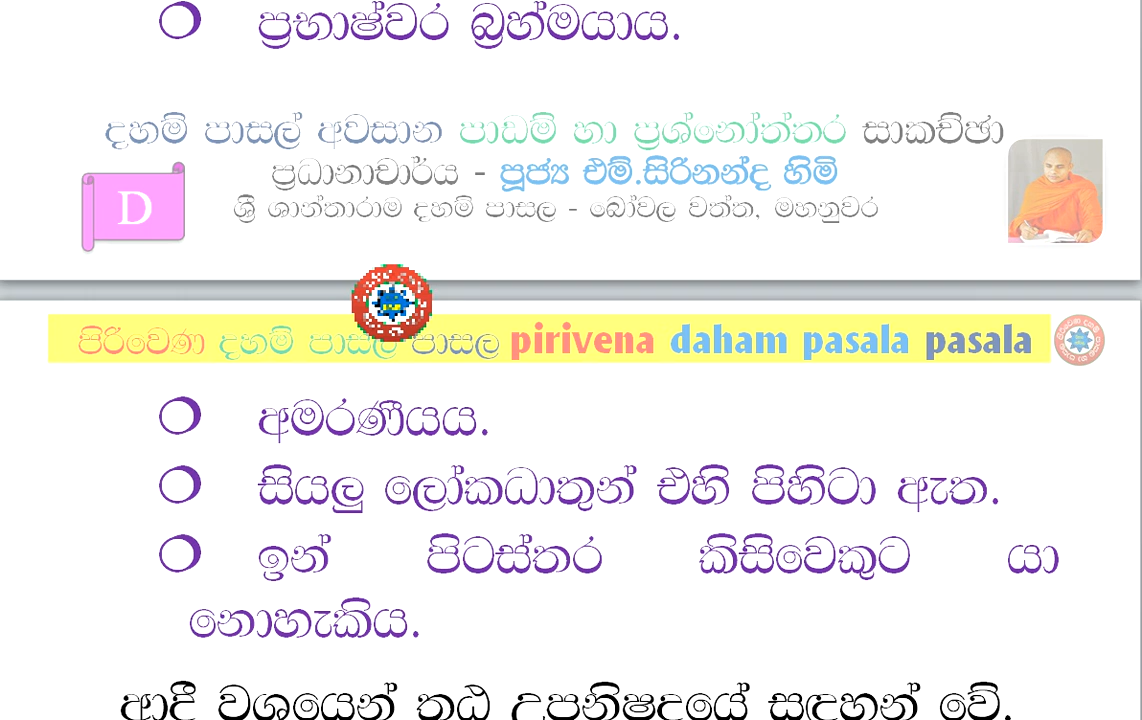 ❍ ප්‍රභාෂ්වර බ්‍රහ්මයාය.
දහම් පාසල් අවසාන පාඩම් හා ප්‍රශ්නෝත්තර සාකච්ඡා
ප්‍රධානාචාර්ය - පූජ්‍ය එම්.සිරිනන්ද හිමි
D
ශ්‍රී ශාන්තාරාම දහම් පාසල - බෝවල වත්ත, මහනුවර
පිරිවෙණ දහම් පාසල් පාසල pirivena daham pasala pasala
❍ අමරණීයය.
❍ සියලු ලෝකධාතුන් එහි පිහිටා ඇත.
❍ ඉන් පිටස්තර කිසිවෙකුට යා
නොහැකිය.
ආදී වශයෙන් තඨ උපනිෂදයේ සඳහන් වේ.